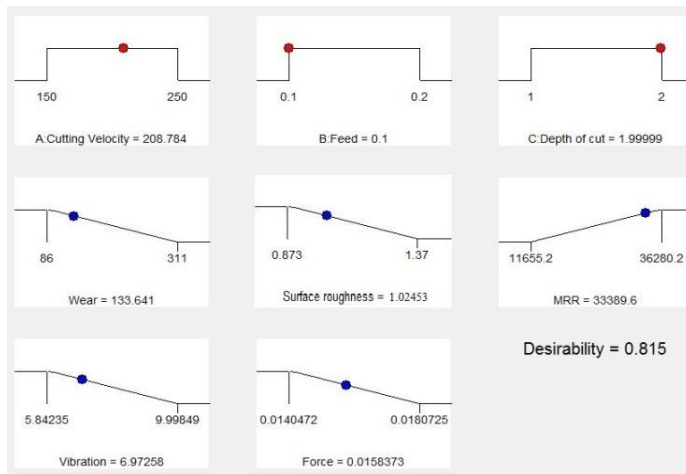 150 250
A:Cutting Velocity = 208.784
0.1 0.2
B:Feed = 0.1
1 2
C:Depth of cut = 1.99999
86 311
Wear = 133.641
0.873 1.37
Surface roughness = 1.02453
11655.2 36280.2
MRR = 33389.6
5.84235 9.99849
Vibration = 6.97258
0.0140472 0.0180725
Force = 0.0158373
Desirability = 0.815